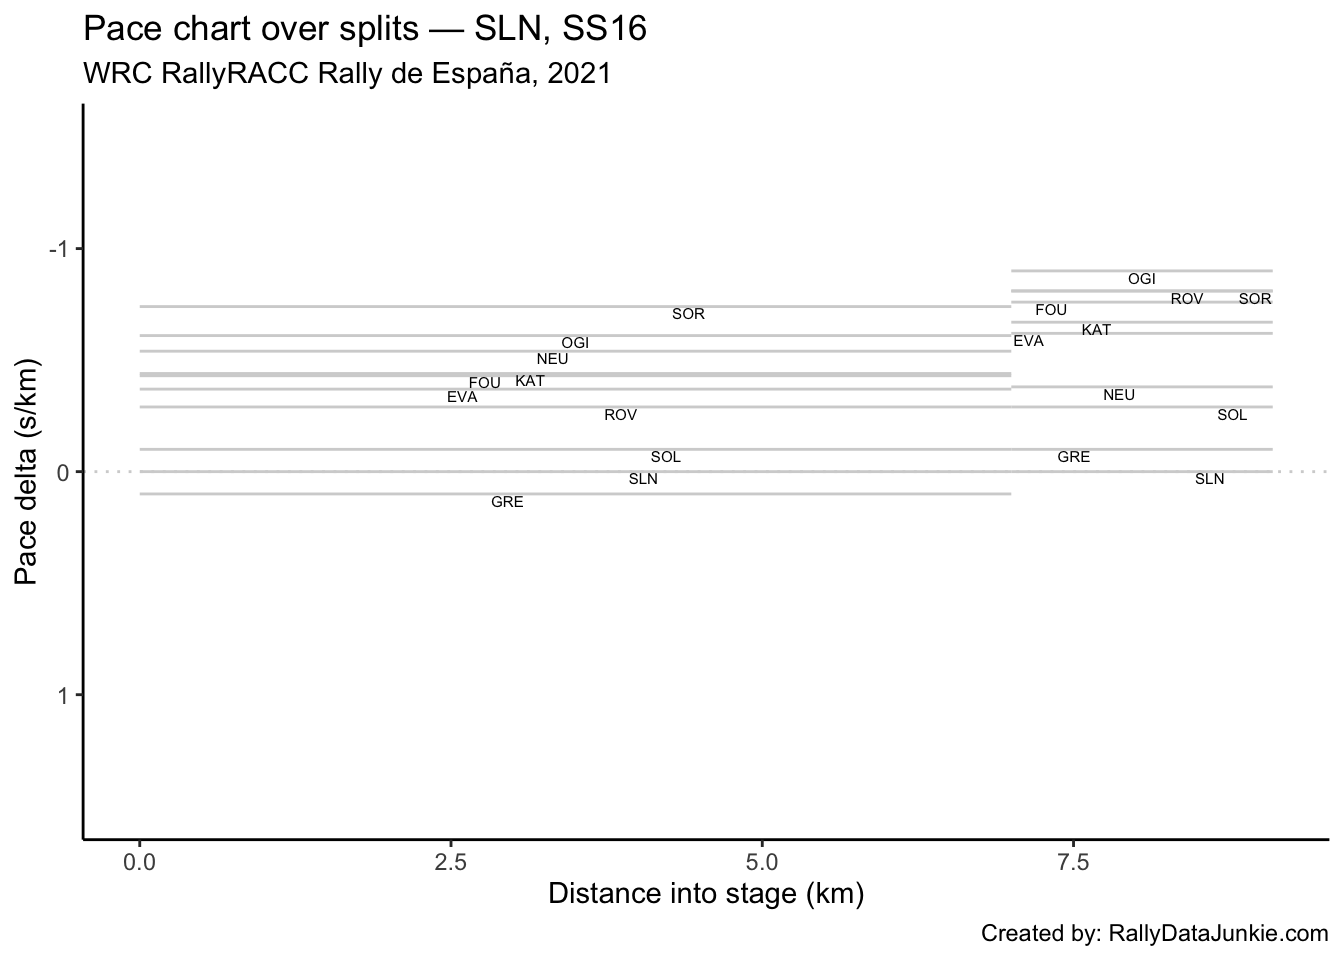 Pace chart over splits — SLN, SS16
WRC RallyRACC Rally de España, 2021
Pace delta (s/km)
-1
0
1
SOR
OGI
NEU
FOU KAT
EVA
ROV
SOL
SLN
GRE
OGI
ROV SOR
FOU
KAT
EVA
NEU
SOL
GRE
SLN
0.0 2.5 5.0 7.5
Distance into stage (km)
Created by: RallyDataJunkie.com